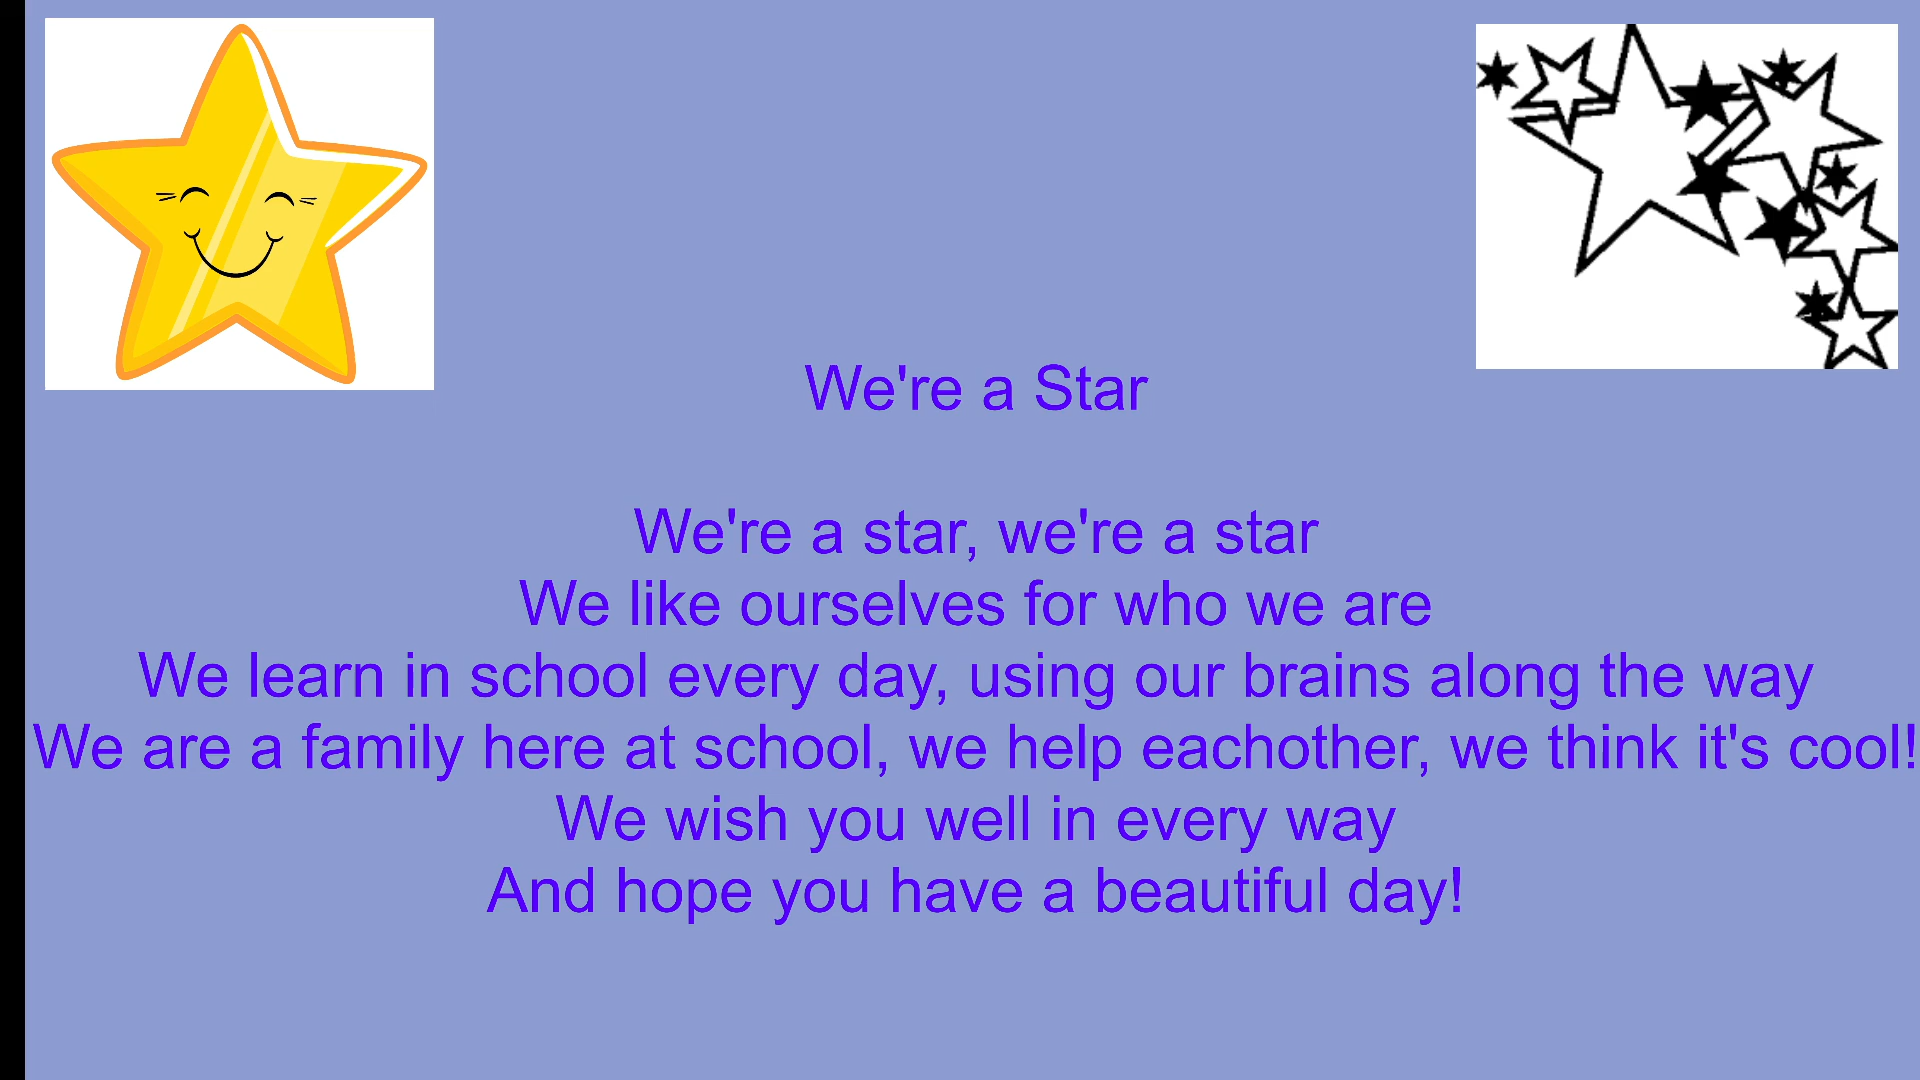 We're a Star
We're a star, we're a star
We like ourselves for who we are
We learn in school every day, using our brains along the way
We are a family here at school, we help eachother, we think it's cool!
We wish you well in every way
And hope you have a beautiful day!